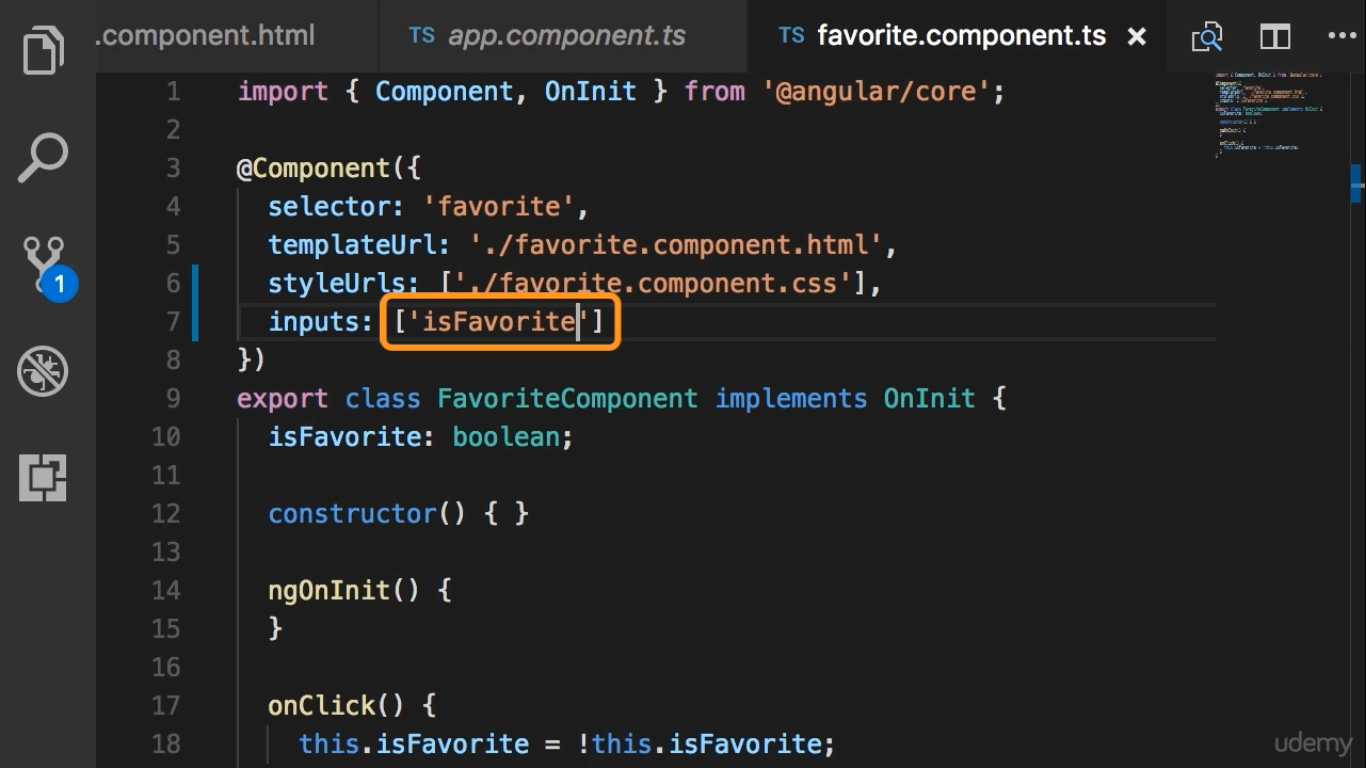 .component.html TS app.component.ts TS favorite.component.ts
1 import { Component, OnInit } from '@angular/core';
2
3 @Component({
4 selector: 'favorite',
5 templateUrl: './favorite.component.html',
6 styleUrls: ['./favorite.component.css'],
1
7 inputs: ['isFavorite']
8 })
9 export class FavoriteComponent implements OnInit {
10 isFavorite: boolean;
11
12 constructor() { }
13
14 ngOnInit() {
15 }
16
17 onClick() {
18 this.isFavorite = !this.isFavorite;
udemy